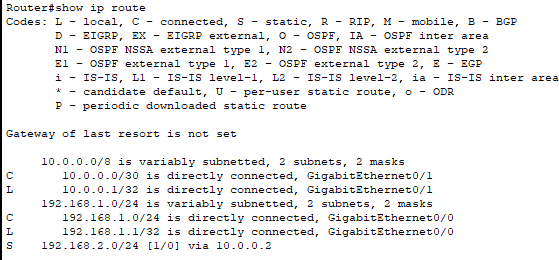 Router#show ip route
Codes: L - local, C - connected, S - static, R - RIP, M - mobile, B - BGP
D - EIGRP, EX - EIGRP external, O - OSPF, IA - OSPF inter area
N1 - OSPF NSSA external type 1, N2 - OSPF NSSA external type 2
E1 - OSPF external type 1, E2 - OSPF external type 2, E - EGP
i - IS-IS, L1 - IS-IS level-1, L2 - IS-IS level-2, ia - IS-IS inter area
* - candidate default, U - per-user static route, o - ODR
P - periodic downloaded static route
Gateway of last resort is not set
10.0.0.0/8 is variably subnetted, 2 subnets, 2 masks
C 10.0.0.0/30 is directly connected, GigabitEthernet0/1
L 10.0.0.1/32 is directly connected, GigabitEthernet0/1
192.168.1.0/24 is variably subnetted, 2 subnets, 2 masks
C 192.168.1.0/24 is directly connected, GigabitEthernet0/0
L 192.168.1.1/32 is directly connected, GigabitEthernet0/0
S 192.168.2.0/24 [1/0] via 10.0.0.2